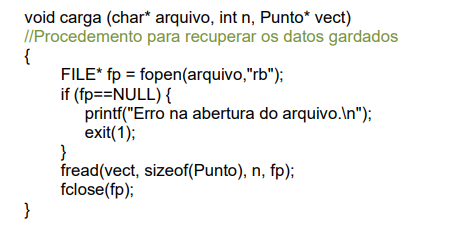 void carga (char* arquivo, int n, Punto* vect)
//Procedemento para recuperar os datos gardados
{
FILE* fp = fopen(arquivo,"rb");
if (fp==NULL) {
printf("Erro na abertura do arquivo.\n");
exit(1);
}
fread(vect, sizeof(Punto), n, fp);
fclose(fp);
}